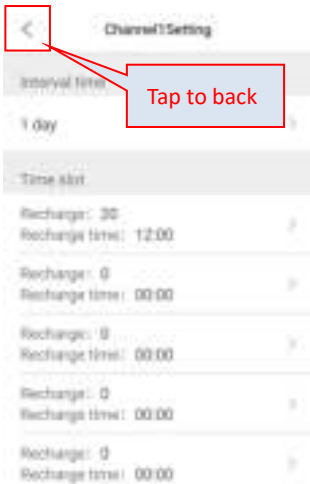 Channel1Setting
Interval time
Tap to back
1 day
Time slot
Recharge: 20
Recharge time: 12:00
Recharge: 0
Recharge time: 00:00
Recharge: 0
Recharge time: 00:00
Recharge: 0
Recharge time: 00:00
Recharge: 0
Recharge time: 00:00